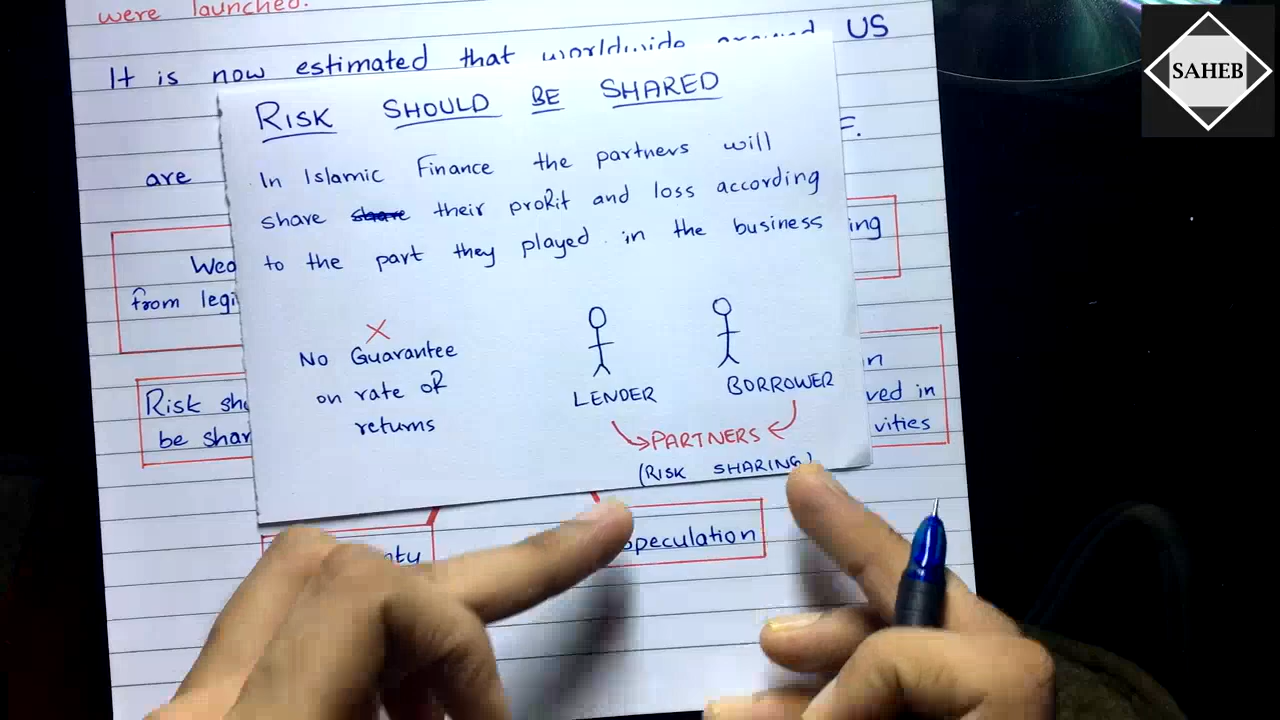 were launched.
It is now estimated that worldwide around US
RISK SHOULD BE SHARED
F.
are
In Islamic Finance the partners will
share share their profit and loss according
to the part they played in the business
ing
from legi
No Guarantee
on rate of
returns
LENDER
BORROWER
PARTNERS
(RISK SHARING)
Risk sh
be shar
n
ved in
vities
nty
Speculation
SAHEB